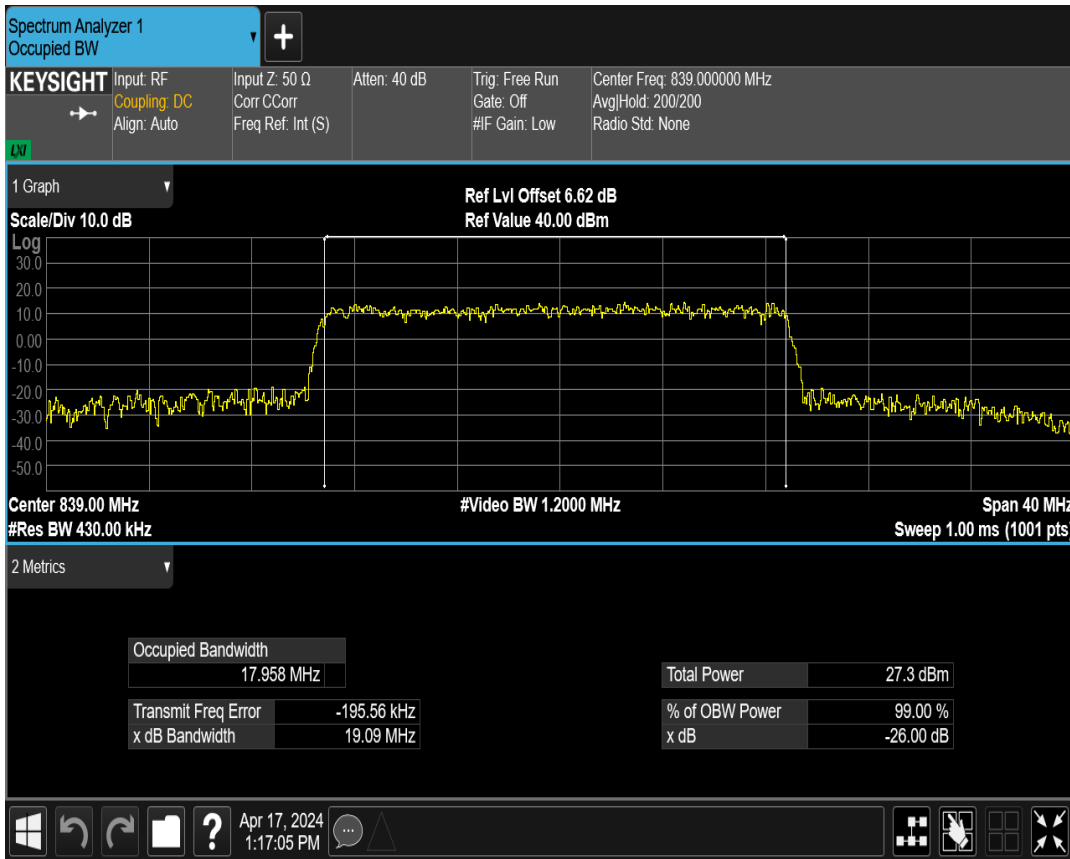 Spectrum Analyzer 1
Occupied BW
KEYSIGHT
LXI
Input: RF
Coupling: DC
Align: Auto
Input Z: 50 Ω
Corr CCorr
Freq Ref: Int (S)
Atten: 40 dB
Trig: Free Run
Gate: Off
#IF Gain: Low
Center Freq: 839.000000 MHz
Avg|Hold: 200/200
Radio Std: None
1 Graph
Ref Lvl Offset 6.62 dB
Scale/Div 10.0 dB
Ref Value 40.00 dBm
Log
30.0
20.0
10.0
0.00
-10.0
-20.0
-30.0
-40.0
-50.0
Center 839.00 MHz
#Video BW 1.2000 MHz
Span 40 MHz
#Res BW 430.00 kHz
Sweep 1.00 ms (1001 pts)
2 Metrics
Occupied Bandwidth
17.958 MHz
Total Power 27.3 dBm
Transmit Freq Error -195.56 kHz
% of OBW Power 99.00 %
x dB Bandwidth 19.09 MHz
x dB -26.00 dB
?
Apr 17, 2024
1:17:05 PM